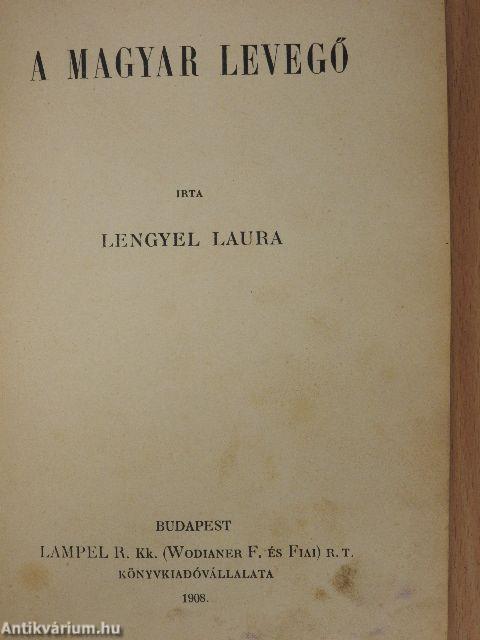 A MAGYAR LEVEGŐ
IRTA
LENGYEL LAURA
BUDAPEST
LAMPEL R. Kk. (WODIANER F. ÉS FIAI) R. T.
KÖNYVKIADÓVÁLLALATA
1908.
Antikvárium.hu